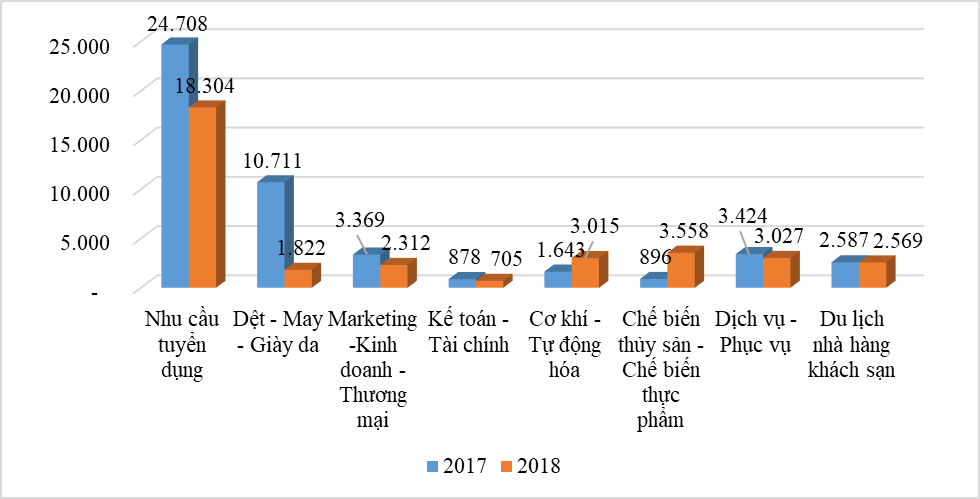 24.708
25.000
18.304
20.000
15.000
10.711
10.000
3.369
3.424
3.558
3.015
3.027
5.000
1.822
2.312
878
705
1.643
896
2.587
2.569
-
Nhu cầu
tuyển
dụng
Dệt - May
- Giày da
Marketing
-Kinh
doanh -
Thương
mại
Kế toán -
Tài chính
Cơ khí -
Tự động
hóa
Chế biến
thủy sản -
Chế biến
thực
phẩm
Dịch vụ -
Phục vụ
Du lịch
nhà hàng
khách sạn
2017
2018